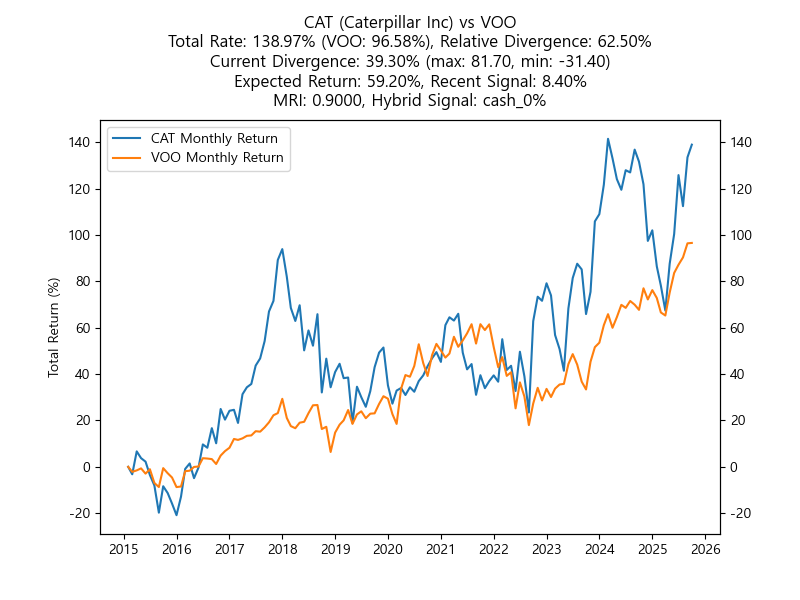 CAT (Caterpillar Inc) vs VOO
Total Rate: 138.97% (VOO: 96.58%), Relative Divergence: 62.50%
Current Divergence: 39.30% (max: 81.70, min: -31.40)
Expected Return: 59.20%, Recent Signal: 8.40%
MRI: 0.9000, Hybrid Signal: cash_0%
CAT Monthly Return
VOO Monthly Return
Total Return (%)
140
120
100
80
60
40
20
0
-20
140
120
100
80
60
40
20
0
-20
2015 2016 2017 2018 2019 2020 2021 2022 2023 2024 2025 2026